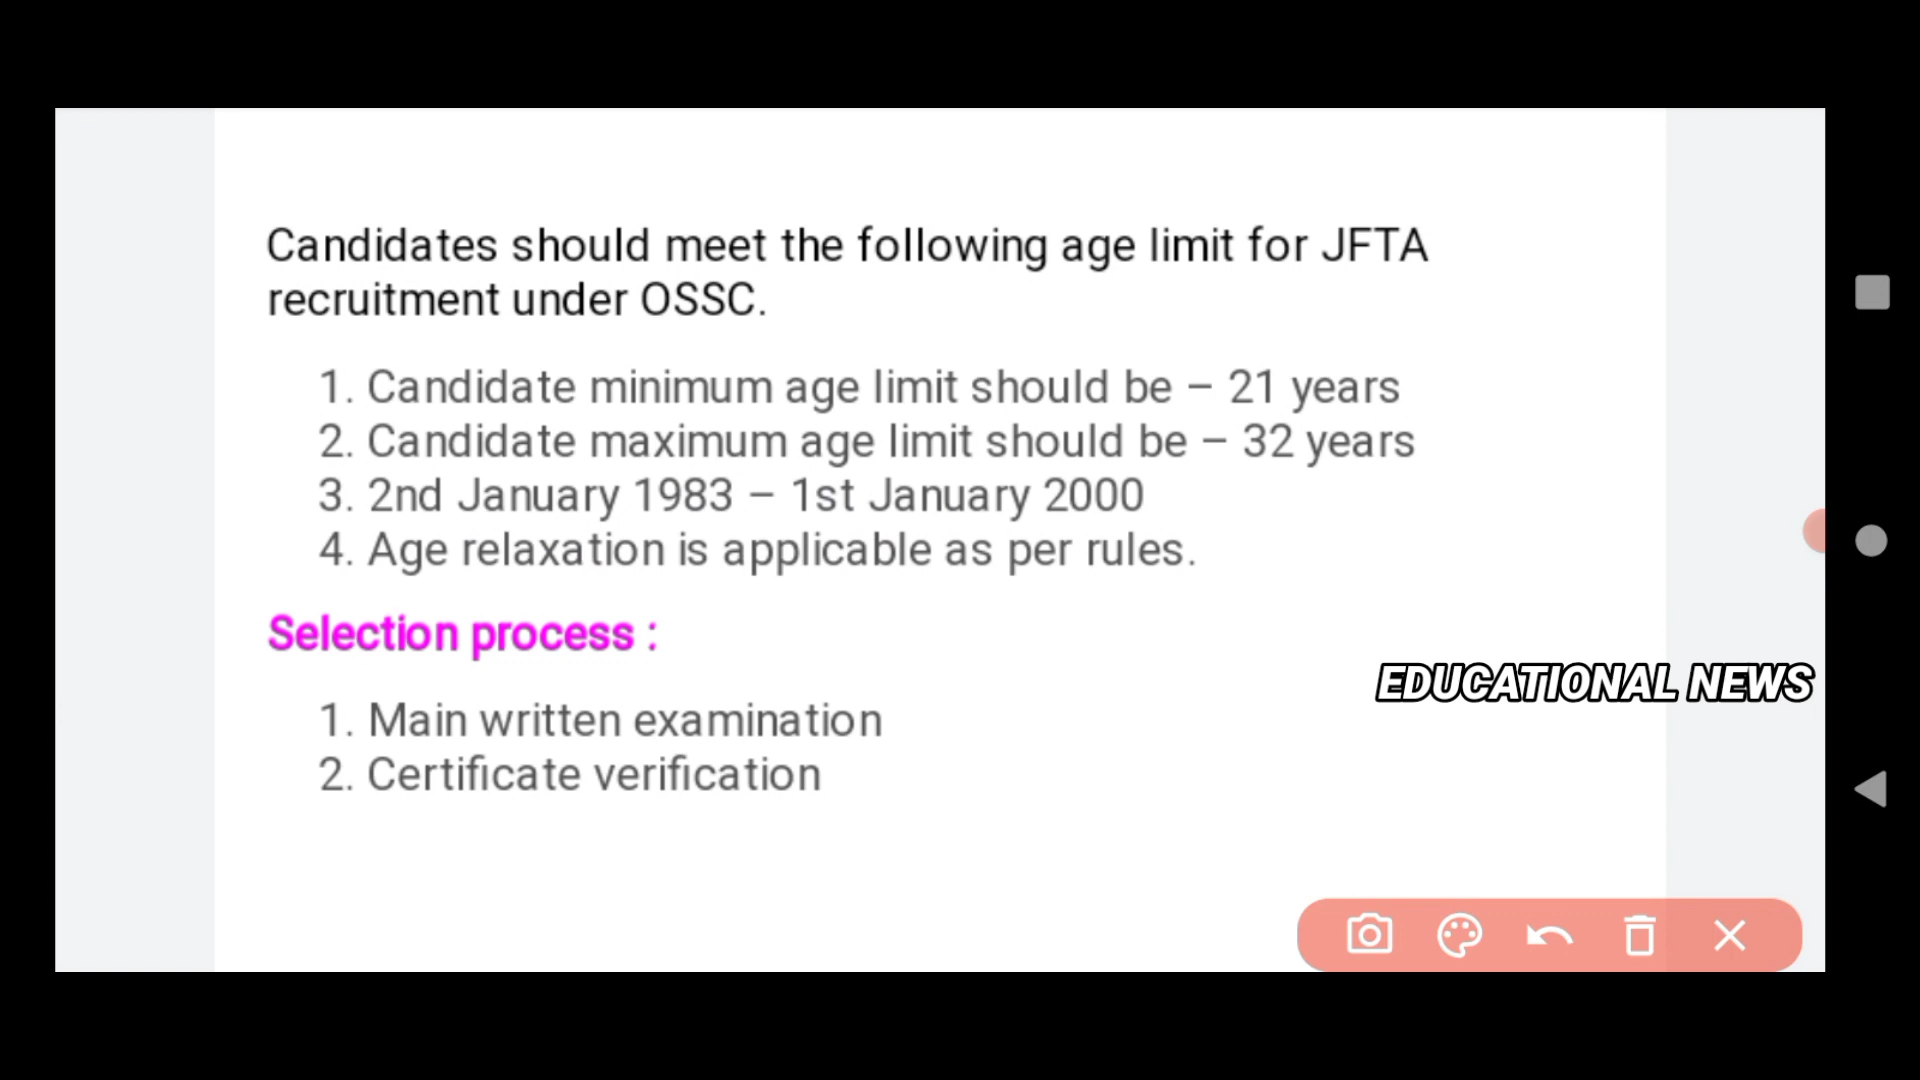 Candidates should meet the following age limit for JFTA
recruitment under OSSC.
1. Candidate minimum age limit should be – 21 years
2. Candidate maximum age limit should be – 32 years
3. 2nd January 1983 – 1st January 2000
4. Age relaxation is applicable as per rules.
Selection process :
EDUCATIONAL NEWS
1. Main written examination
2. Certificate verification